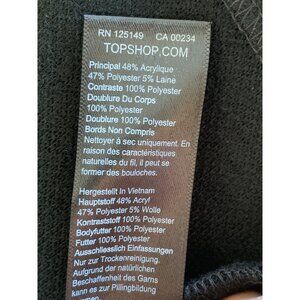 RN 125149 CA 00234
TOPSHOP.COM
Principal 48% Acrylique
47% Polyester 5% Laine
Contraste 100% Polyester
Doublure Du Corps
100% Polyester
Doublure 100% Polyester
Bords Non Compris
Nettoyer à sec uniquement. En
raison des caractéristiques
naturelles du fil, il peut se
former des bouloches.
Hergestellt In Vietnam
Hauptstoff 48% Acryl
47% Polyester 5% Wolle
Kontraststoff 100% Polyester
Bodyfutter 100% Polyester
Futter 100% Polyester
Ausschliesslich Einfassungen
Nur zur Trockenreinigung.
Aufgrund der natürlichen
Beschaffenheit des Garns
kann es zur Pillingbildung